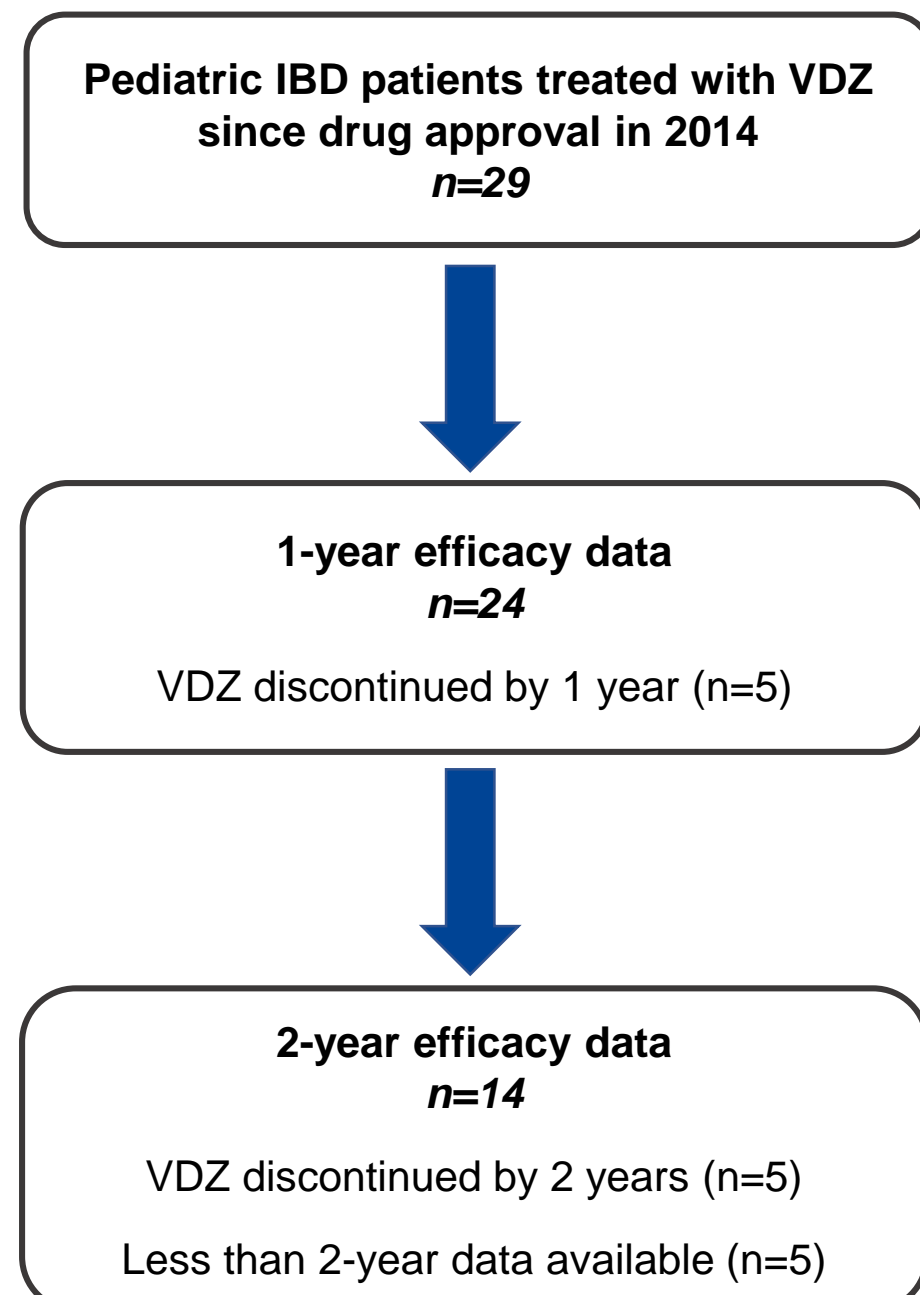 Pediatric IBD patients treated with VDZ
since drug approval in 2014
n=29
1-year efficacy data
n=24
VDZ discontinued by 1 year (n=5)
2-year efficacy data
n=14
VDZ discontinued by 2 years (n=5)
Less than 2-year data available (n=5)